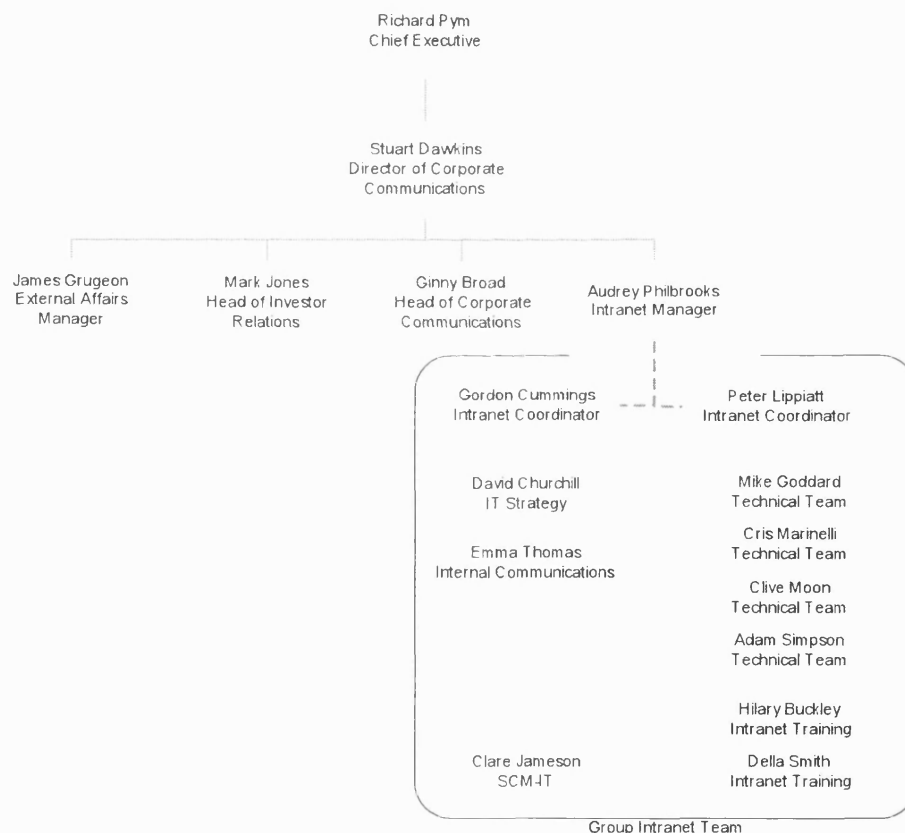 Richard Pym
Chief Executive
Stuart Dawkins
Director of Corporate
Communications
James Grugeon
External Affairs
Manager
Mark Jones
Head of Investor
Relations
Ginny Broad
Head of Corporate
Communications
Audrey Philbrooks
Intranet Manager
Gordon Cummings
Intranet Coordinator
Peter Lippiatt
Intranet Coordinator
David Churchill
IT Strategy
Mike Goddard
Technical Team
Emma Thomas
Internal Communications
Cris Marinelli
Technical Team
Clive Moon
Technical Team
Adam Simpson
Technical Team
Hilary Buckley
Intranet Training
Clare Jameson
SCM-IT
Della Smith
Intranet Training
Group Intranet Team